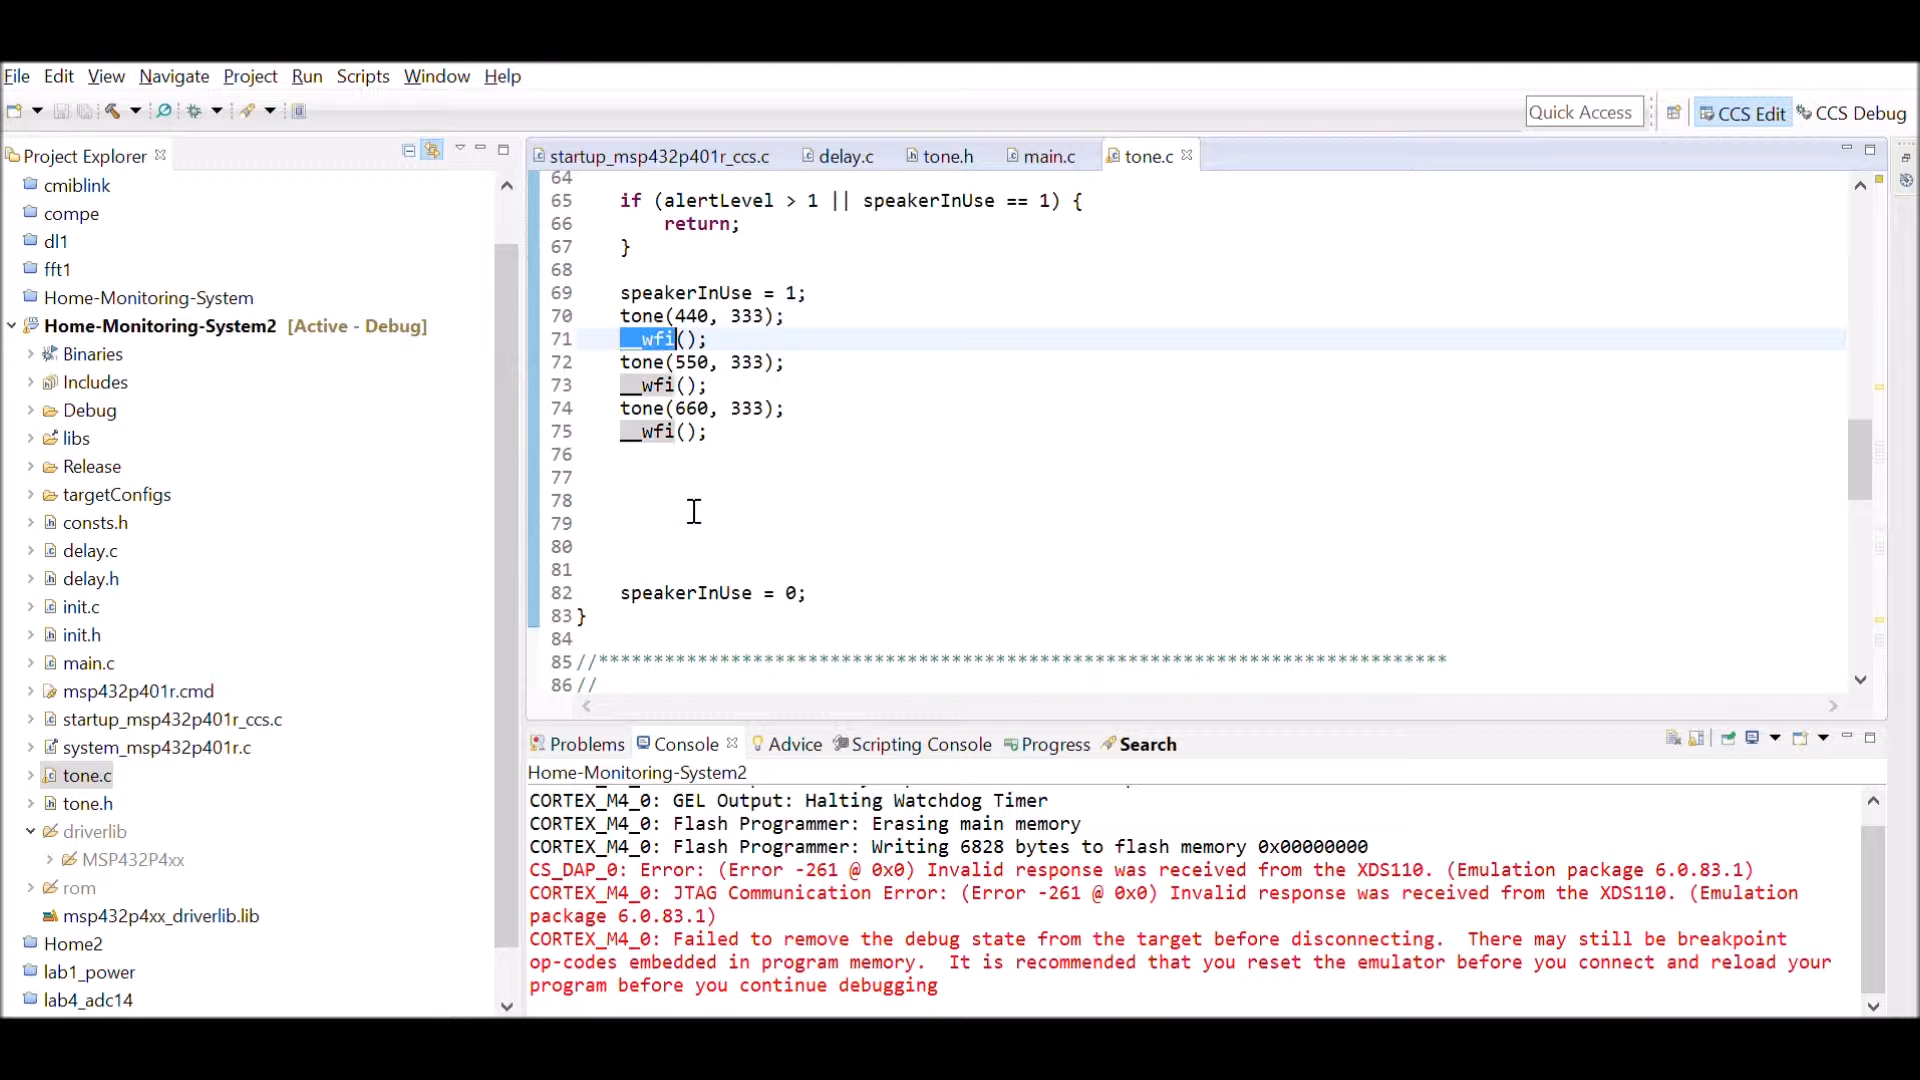 File Edit View Navigate Project Run Scripts Window Help
Quick Access CCS Edit CCS Debug
Project Explorer
cmiblink
compe
dl1
fft1
Home-Monitoring-System
Home-Monitoring-System2 [Active - Debug]
Binaries
Includes
Debug
libs
Release
targetConfigs
consts.h
delay.c
delay.h
init.c
init.h
main.c
msp432p401r.cmd
startup_msp432p401r_ccs.c
system_msp432p401r.c
tone.c
tone.h
driverlib
MSP432P4xx
rom
msp432p4xx_driverlib.lib
Home2
lab1_power
lab4_adc14
startup_msp432p401r_ccs.c delay.c tone.h main.c tone.c
64
65 if (alertLevel > 1 || speakerInUse == 1) {
66 return;
67 }
68
69 speakerInUse = 1;
70 tone(440, 333);
71 __wfi();
72 tone(550, 333);
73 __wfi();
74 tone(660, 333);
75 __wfi();
76
77
78
79
80
81
82 speakerInUse = 0;
83 }
84
85 //*****************************************************************************
86 //
Problems Console Advice Scripting Console Progress Search
Home-Monitoring-System2
CORTEX_M4_0: GEL Output: Halting Watchdog Timer
CORTEX_M4_0: Flash Programmer: Erasing main memory
CORTEX_M4_0: Flash Programmer: Writing 6828 bytes to flash memory 0x00000000
CS_DAP_0: Error: (Error -261 @ 0x0) Invalid response was received from the XDS110. (Emulation package 6.0.83.1)
CORTEX_M4_0: JTAG Communication Error: (Error -261 @ 0x0) Invalid response was received from the XDS110. (Emulation
package 6.0.83.1)
CORTEX_M4_0: Failed to remove the debug state from the target before disconnecting. There may still be breakpoint
op-codes embedded in program memory. It is recommended that you reset the emulator before you connect and reload your
program before you continue debugging